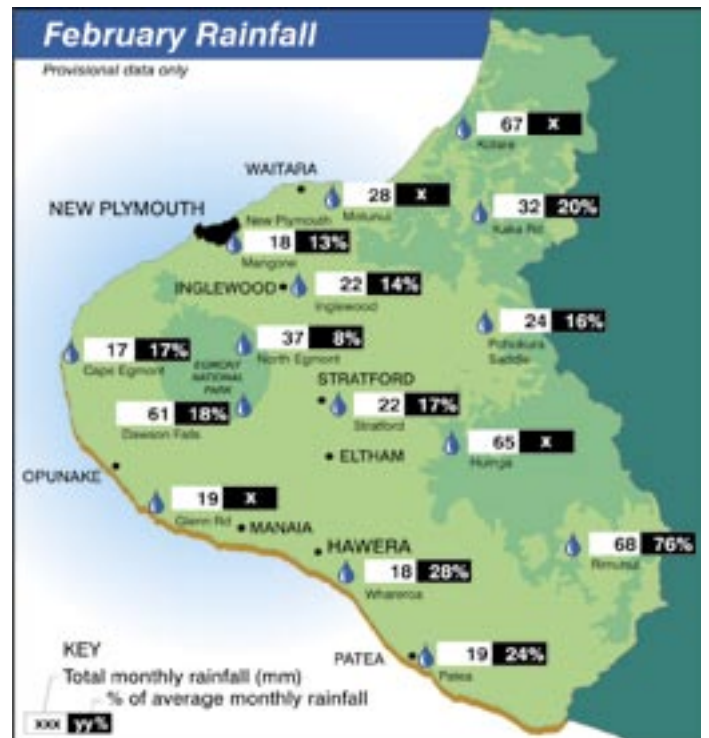 February Rainfall
Provisional data only
67 X
Kotare
WAITARA
28 X
Motunui
NEW PLYMOUTH
New Plymouth
32 20%
Kaka Rd
18 13%
Mangorei
INGLEWOOD
22 14%
Inglewood
24 16%
Pohokura
Saddle
37 8%
North Egmont
17 17%
Cape Egmont
EGMONT
NATIONAL
PARK
STRATFORD
61 18%
Dawson Falls
22 17%
Stratford
65 X
Huinga
ELTHAM
OPUNAKE
19 X
Glenn Rd
MANAIA
HAWERA
68 76%
18 28%
Whareroa
PATEA
19 24%
Patea
KEY
Total monthly rainfall (mm)
% of average monthly rainfall
xxx yy%